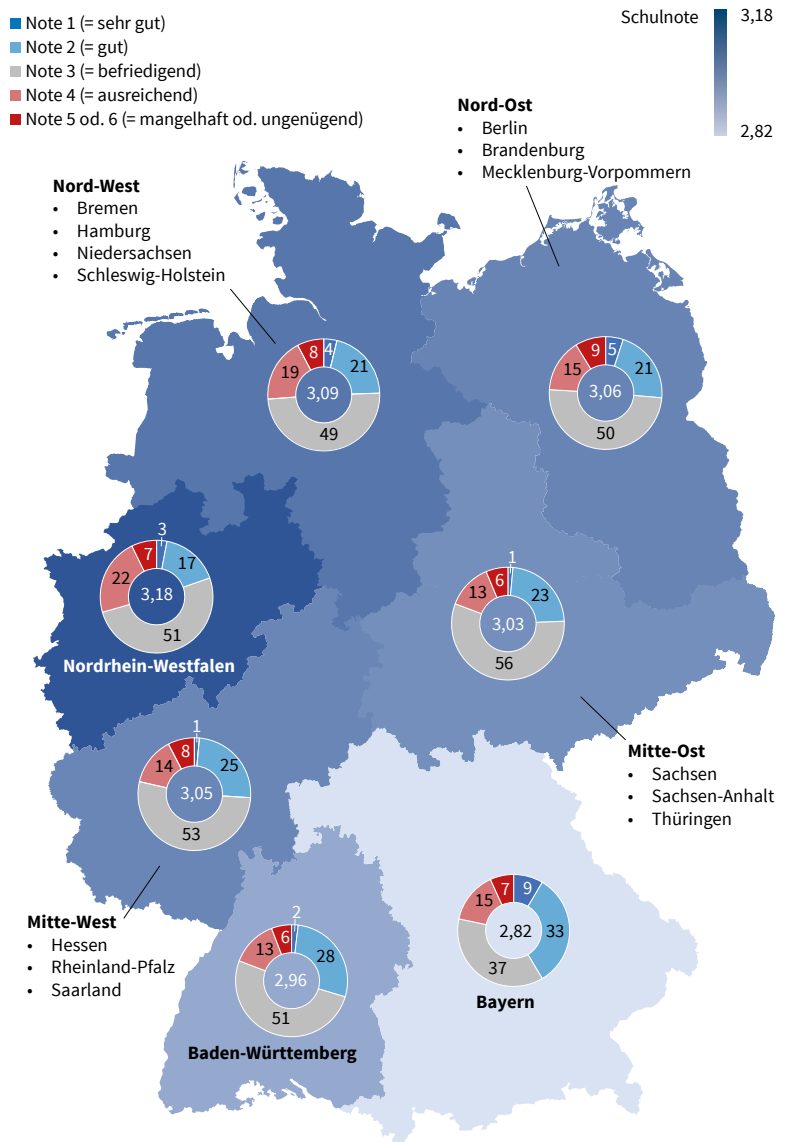 Note 1 (= sehr gut)
Note 2 (= gut)
Note 3 (= befriedigend)
Note 4 (= ausreichend)
Note 5 od. 6 (= mangelhaft od. ungenügend)
Schulnote
3,18
2,82
Nord-Ost
• Berlin
• Brandenburg
• Mecklenburg-Vorpommern
Nord-West
• Bremen
• Hamburg
• Niedersachsen
• Schleswig-Holstein
8 4
19 21
3,09
49
9 5
15 21
3,06
50
3
7 17
22
3,18
51
Nordrhein-Westfalen
1
6
13 23
3,03
56
Mitte-Ost
• Sachsen
• Sachsen-Anhalt
• Thüringen
1
8
14 25
3,05
53
Mitte-West
• Hessen
• Rheinland-Pfalz
• Saarland
2
6
13 28
2,96
51
Baden-Württemberg
7 9
15
2,82 33
37
Bayern